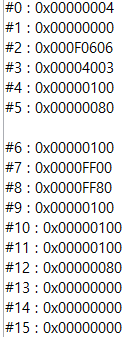 #0 : 0x00000004
#1 : 0x00000000
#2 : 0x000F0606
#3 : 0x00004003
#4 : 0x00000100
#5 : 0x00000080
#6 : 0x00000100
#7 : 0x0000FF00
#8 : 0x0000FF80
#9 : 0x00000100
#10 : 0x00000100
#11 : 0x00000100
#12 : 0x00000080
#13 : 0x00000000
#14 : 0x00000000
#15 : 0x00000000